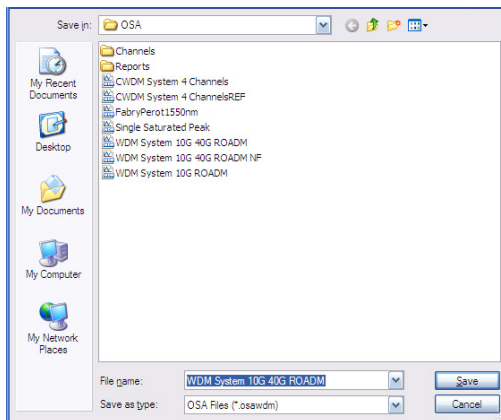 Save in: OSA
Channels
Reports
CWDM System 4 Channels
CWDM System 4 ChannelsREF
FabryPerot1550nm
Single Saturated Peak
WDM System 10G 40G ROADM
WDM System 10G 40G ROADM NF
WDM System 10G ROADM
My Recent
Documents
Desktop
My Documents
My Computer
My Network
Places
File name: WDM System 10G 40G ROADM Save
Save as type: OSA Files (*.osawdm) Cancel